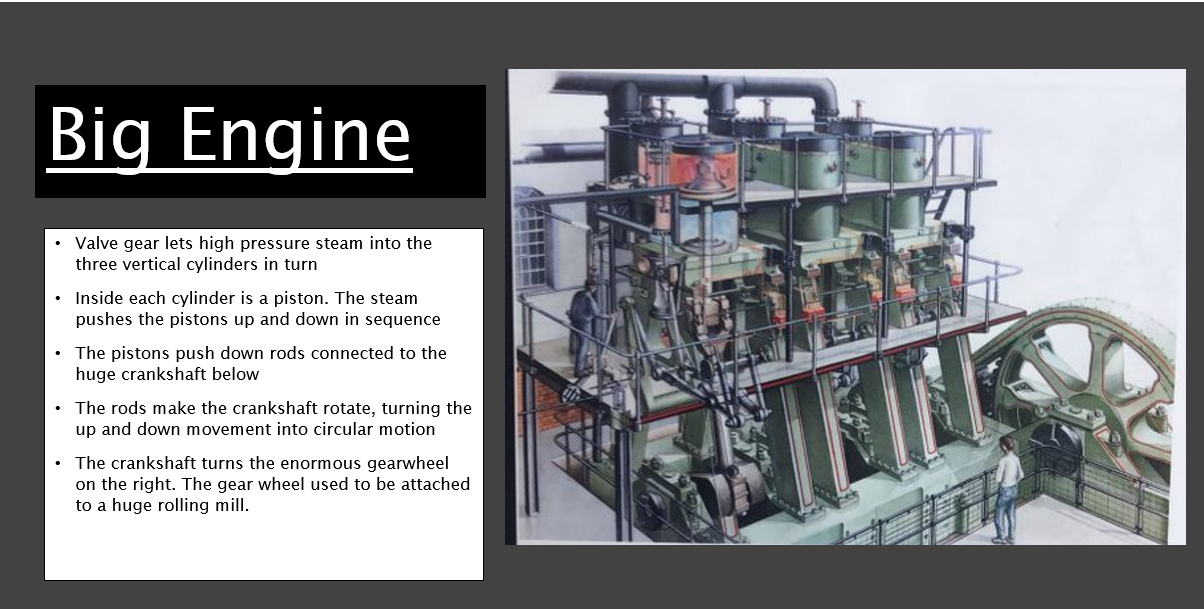 Big Engine
• Valve gear lets high pressure steam into the
three vertical cylinders in turn
• Inside each cylinder is a piston. The steam
pushes the pistons up and down in sequence
• The pistons push down rods connected to the
huge crankshaft below
• The rods make the crankshaft rotate, turning the
up and down movement into circular motion
• The crankshaft turns the enormous gearwheel
on the right. The gear wheel used to be attached
to a huge rolling mill.